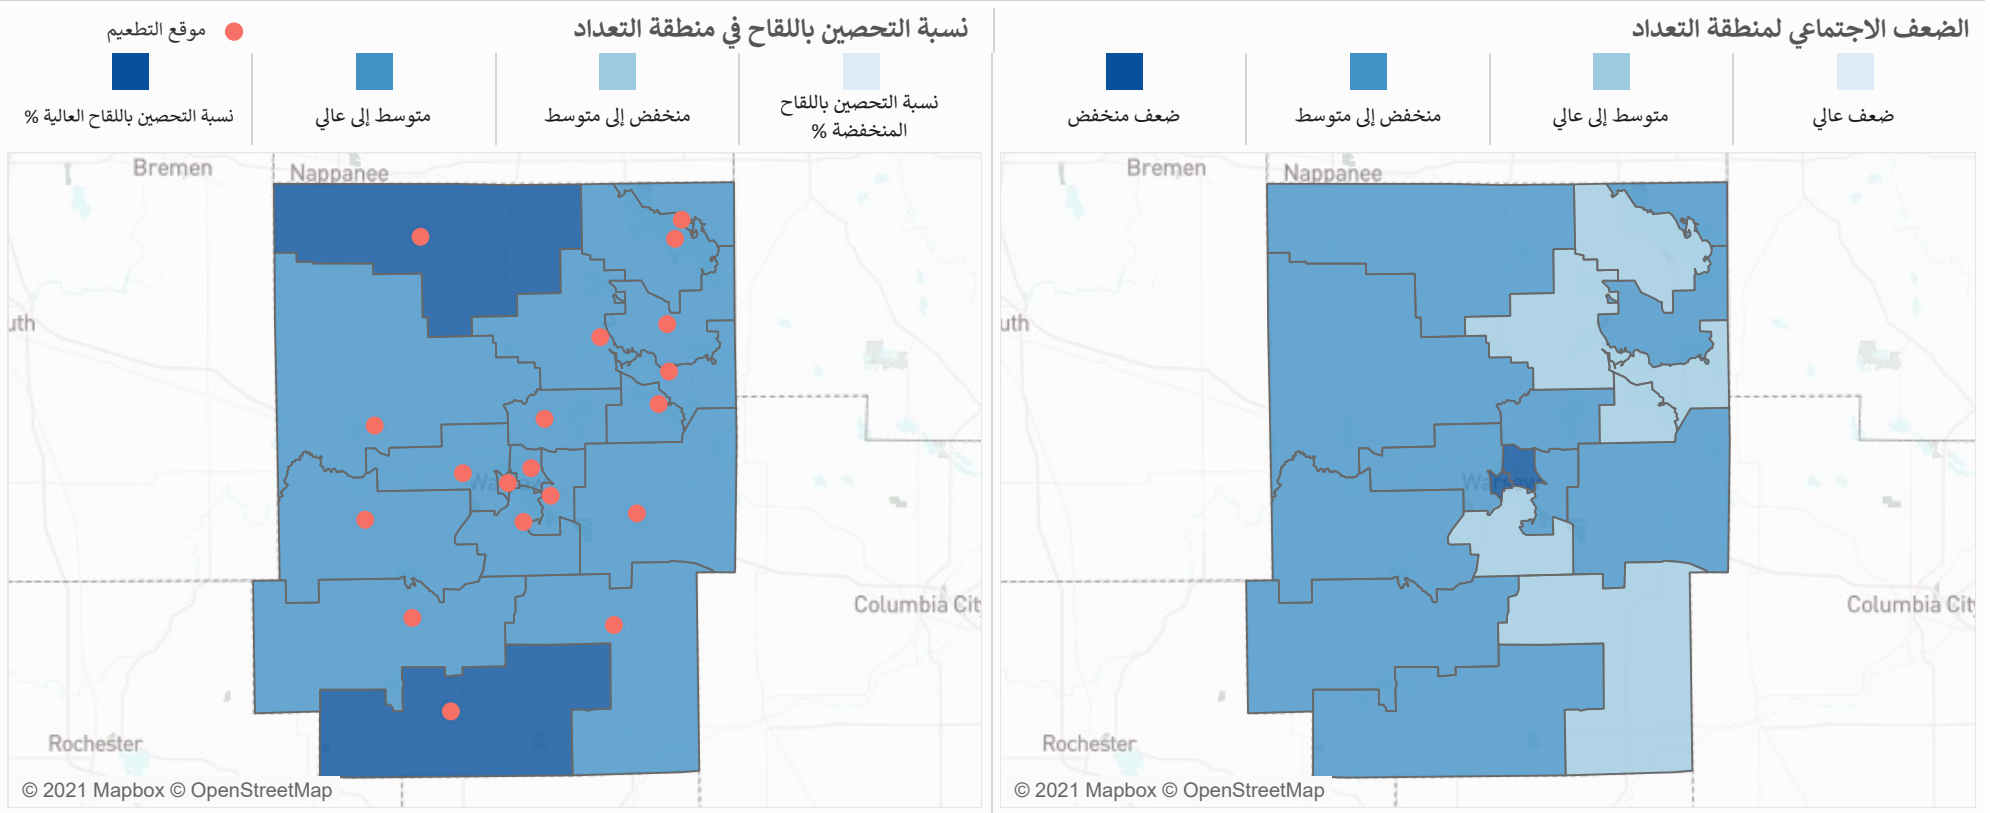 الضعف الاجتماعي لمنطقة التعداد
ضعف عالي
متوسط إلى عالي
منخفض إلى متوسط
ضعف منخفض
Bremen
Nappanee
uth
Warsaw
Columbia City
Rochester
© 2021 Mapbox © OpenStreetMap
نسبة التحصين باللقاح في منطقة التعداد
موقع التطعيم
نسبة التحصين باللقاح
المنخفضة %
منخفض إلى متوسط
متوسط إلى عالي
نسبة التحصين باللقاح العالية %
Bremen
Nappanee
uth
Columbia Cit
Rochester
© 2021 Mapbox © OpenStreetMap